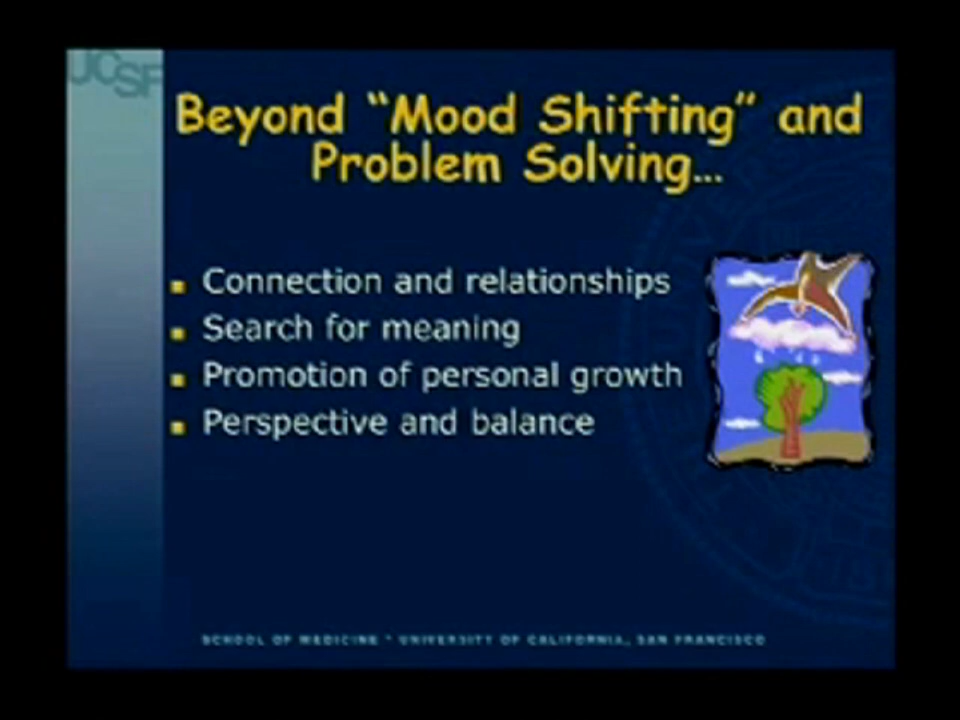 UCSF
Beyond “Mood Shifting” and
Problem Solving...
Connection and relationships
Search for meaning
Promotion of personal growth
Perspective and balance
SCHOOL OF MEDICINE * UNIVERSITY OF CALIFORNIA, SAN FRANCISCO